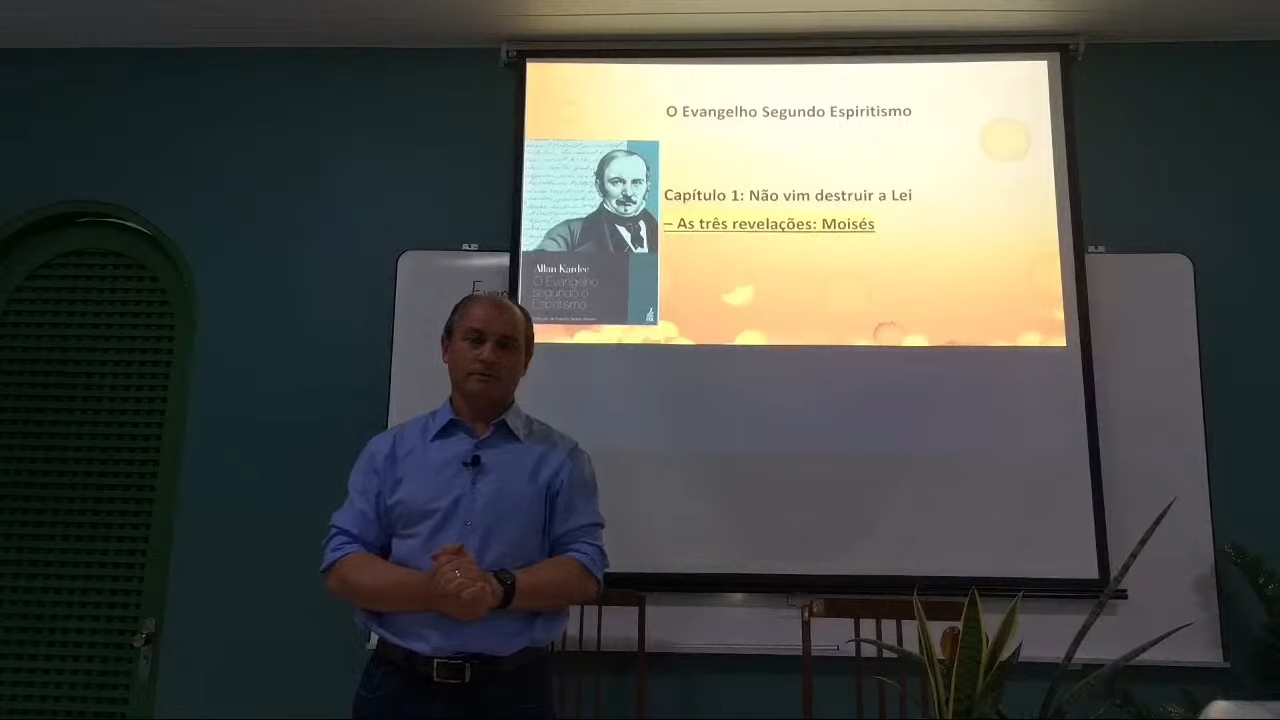 O Evangelho Segundo Espiritismo
Capítulo 1: Não vim destruir a Lei
– As três revelações: Moisés
Allan Kardec
O Evangelho
segundo o
Espiritismo